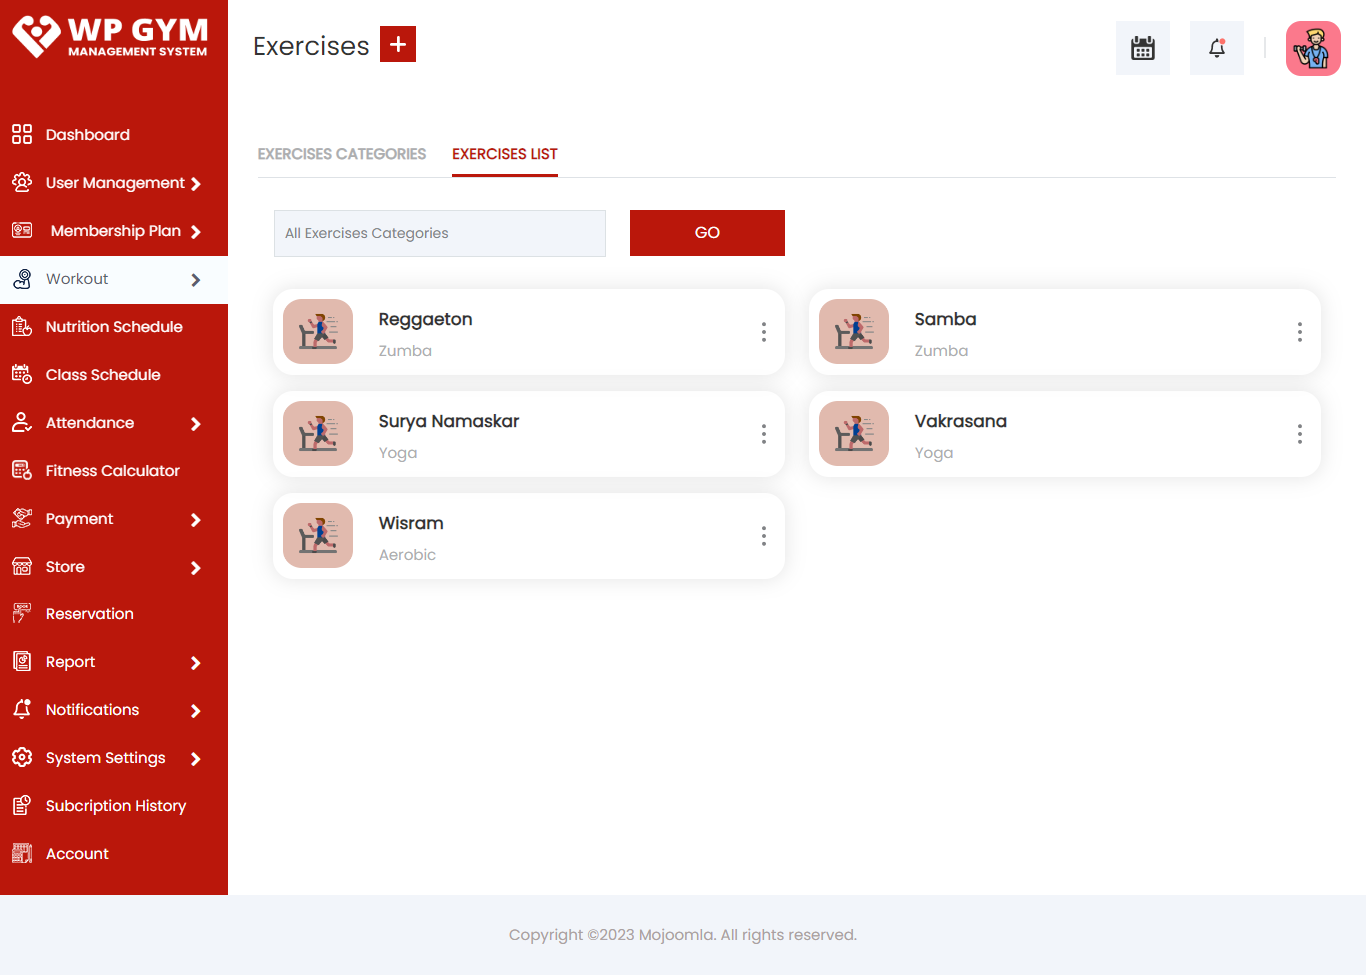 WP GYM
MANAGEMENT SYSTEM
Dashboard
User Management
Membership Plan
Workout
Nutrition Schedule
Class Schedule
Attendance
Fitness Calculator
Payment
Store
Reservation
Report
Notifications
System Settings
Subcription History
Account
Exercises
EXERCISES CATEGORIES
EXERCISES LIST
All Exercises Categories
GO
Reggaeton
Zumba
Samba
Zumba
Surya Namaskar
Yoga
Vakrasana
Yoga
Wisram
Aerobic
Copyright ©2023 Mojoomla. All rights reserved.